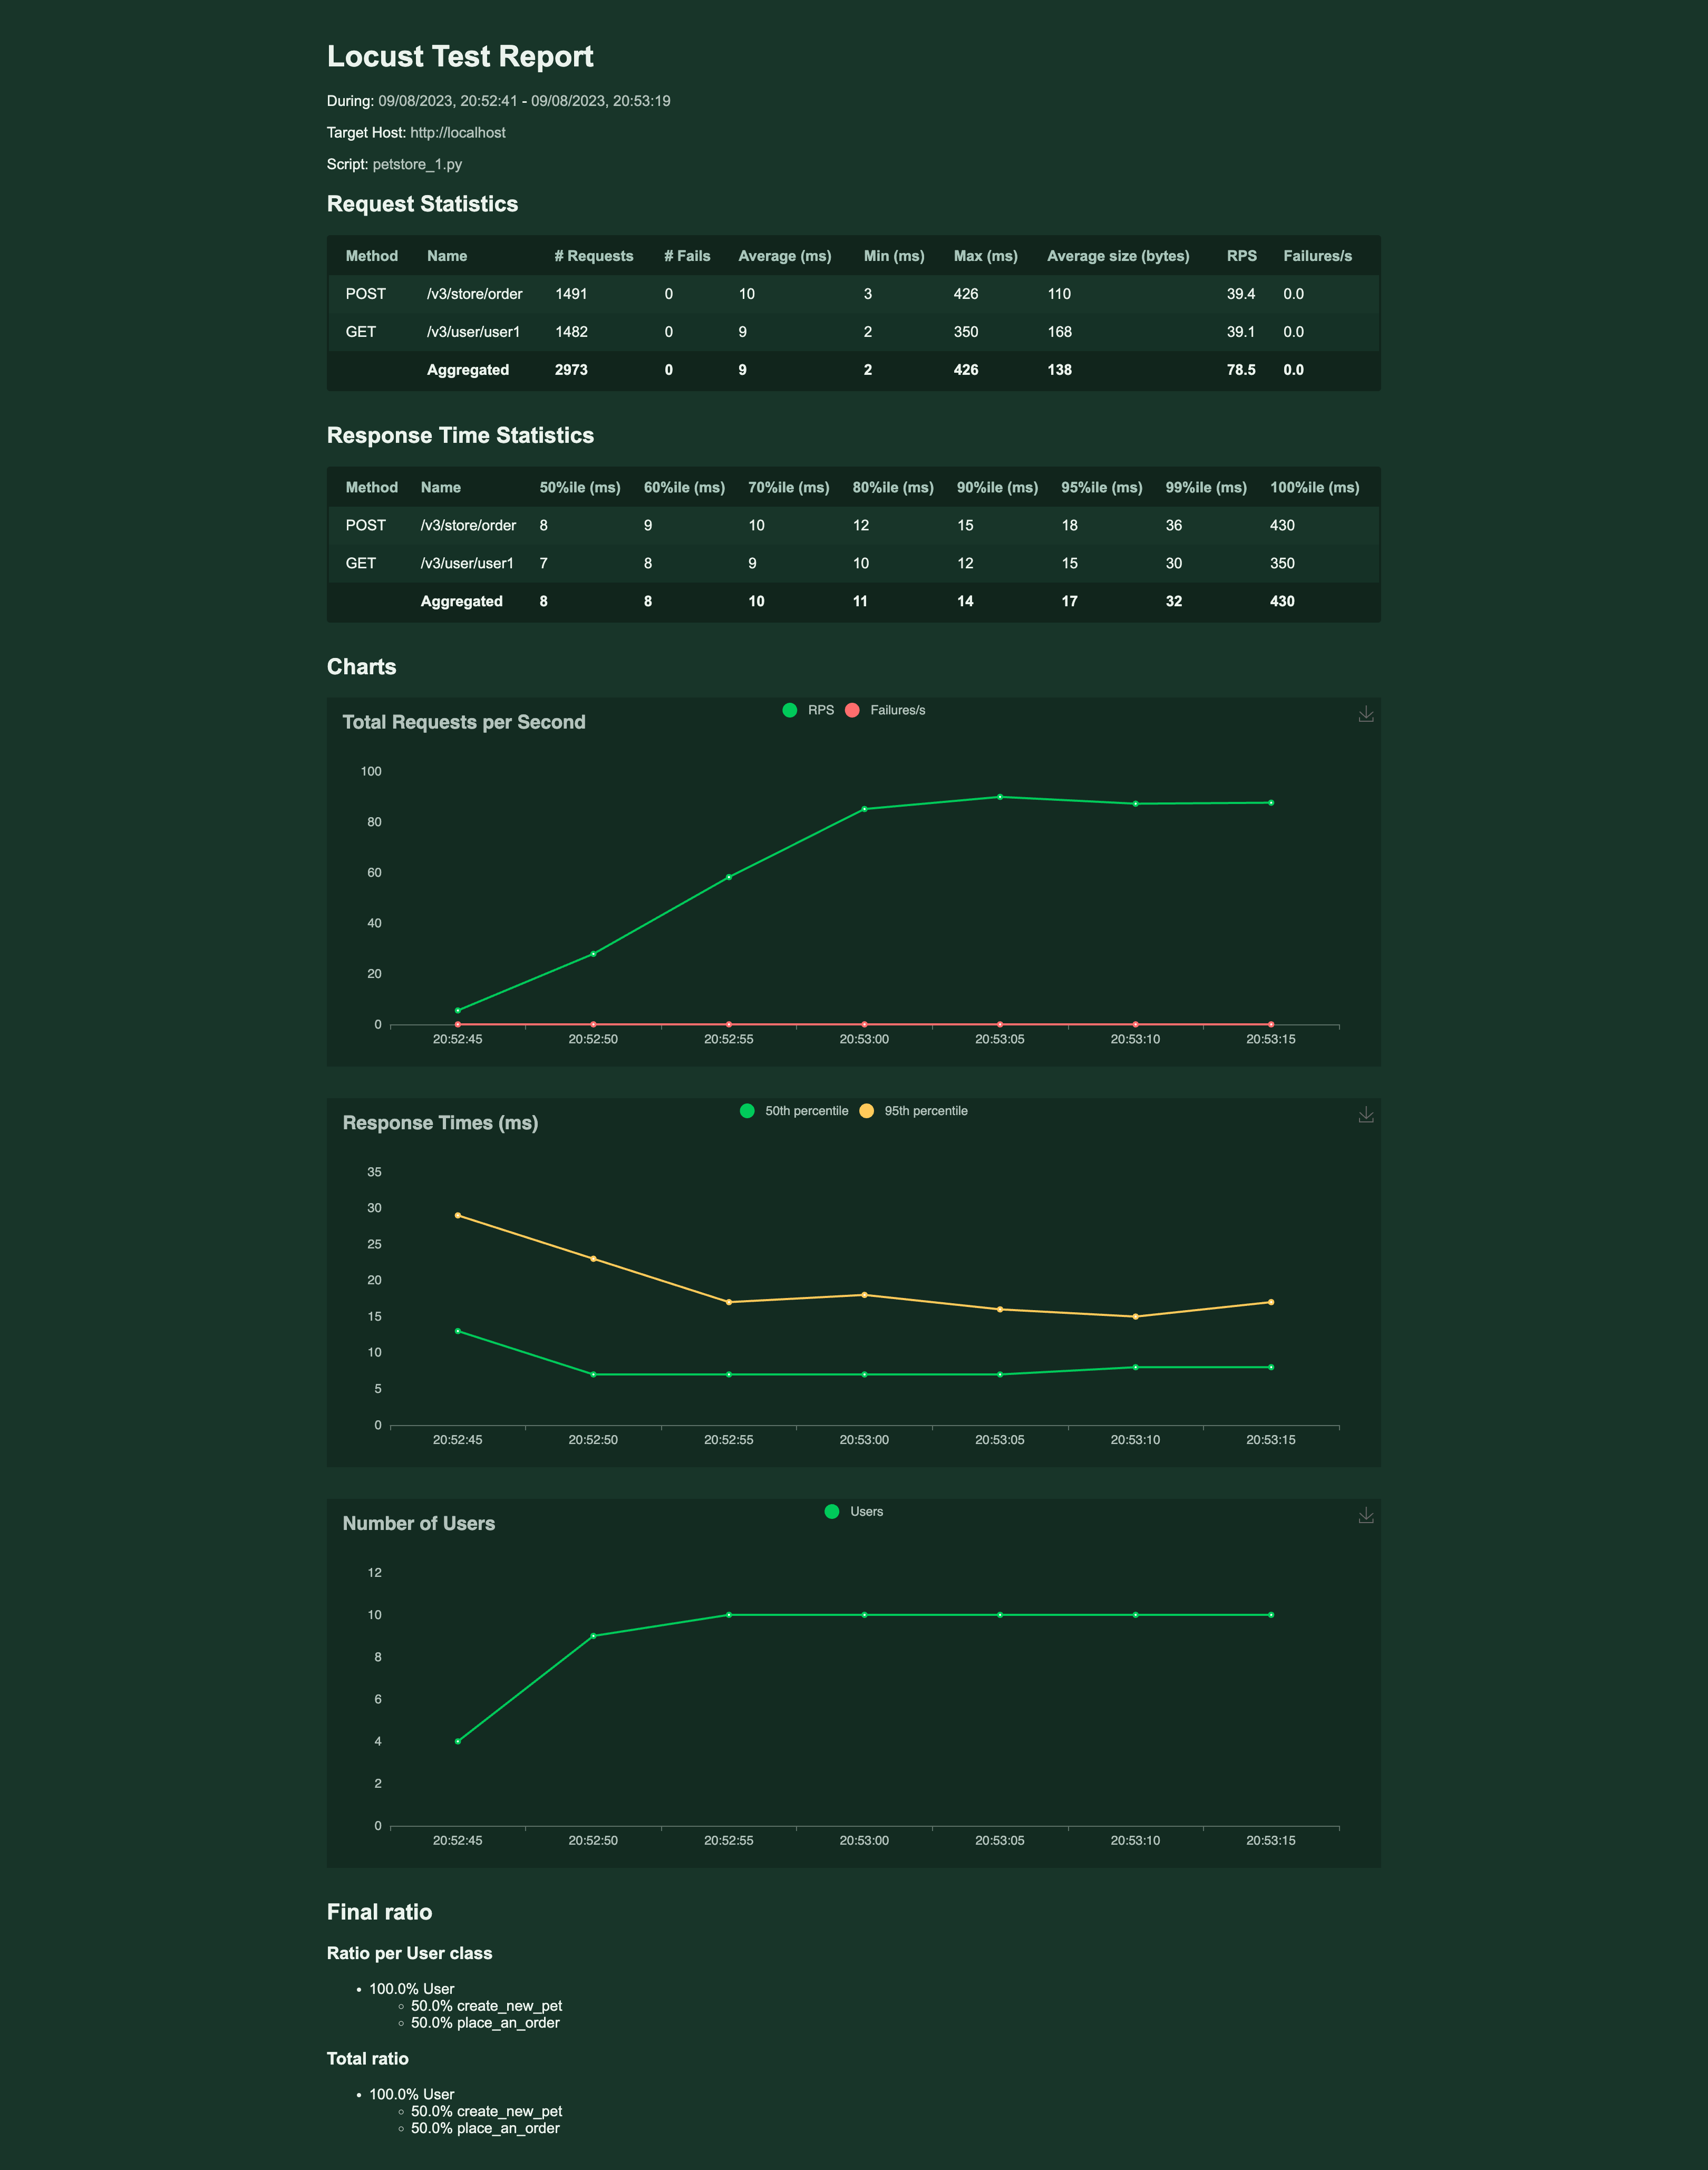 Locust Test Report
During: 09/08/2023, 20:52:41 - 09/08/2023, 20:53:19
Target Host: http://localhost
Script: petstore_1.py
Request Statistics
Method Name # Requests # Fails Average (ms) Min (ms) Max (ms) Average size (bytes) RPS Failures/s
POST /v3/store/order 1491 0 10 3 426 110 39.4 0.0
GET /v3/user/user1 1482 0 9 2 350 168 39.1 0.0
Aggregated 2973 0 9 2 426 138 78.5 0.0
Response Time Statistics
Method Name 50%ile (ms) 60%ile (ms) 70%ile (ms) 80%ile (ms) 90%ile (ms) 95%ile (ms) 99%ile (ms) 100%ile (ms)
POST /v3/store/order 8 9 10 12 15 18 36 430
GET /v3/user/user1 7 8 9 10 12 15 30 350
Aggregated 8 8 10 11 14 17 32 430
Charts
RPS Failures/s
Total Requests per Second
100
80
60
40
20
0
20:52:45 20:52:50 20:52:55 20:53:00 20:53:05 20:53:10 20:53:15
50th percentile 95th percentile
Response Times (ms)
35
30
25
20
15
10
5
0
20:52:45 20:52:50 20:52:55 20:53:00 20:53:05 20:53:10 20:53:15
Users
Number of Users
12
10
8
6
4
2
0
20:52:45 20:52:50 20:52:55 20:53:00 20:53:05 20:53:10 20:53:15
Final ratio
Ratio per User class
100.0% User
50.0% create_new_pet
50.0% place_an_order
Total ratio
100.0% User
50.0% create_new_pet
50.0% place_an_order